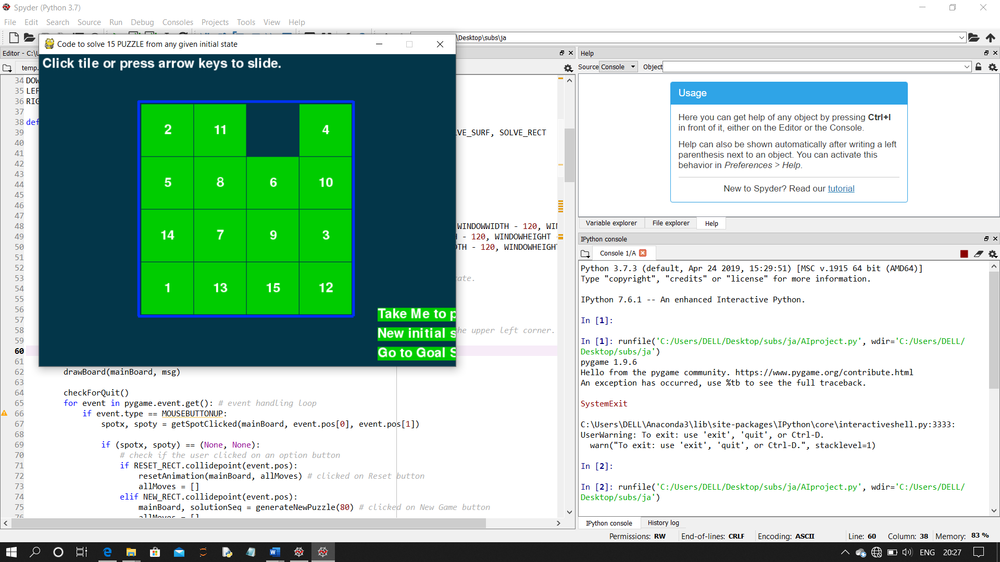 Spyder (Python 3.7)
File Edit Search Source Run Debug Consoles Projects Tools View Help
\Desktop\subs\ja
Code to solve 15 PUZZLE from any given initial state
Click tile or press arrow keys to slide.
2 11 4
5 8 6 10
14 7 9 3
1 13 15 12
Take Me to
New initial
Go to Goal
Editor - C:\
temp.
34
35
36
37
38 def
39 SOLVE_RECT
40
41
42
43
44
45
46
47
48 WINDOWWIDTH - 120,
49 - 120, WINDOWHEIGHT
50 - 120,
51
52
53
54
55
56
57
58 the upper left corner.
59
60
61
62 drawBoard(mainBoard, msg)
63
64 checkForQuit()
65 for event in pygame.event.get(): # event handling loop
66 if event.type == MOUSEBUTTONUP:
67 spotx, spoty = getSpotClicked(mainBoard, event.pos[0], event.pos[1])
68
69 if (spotx, spoty) == (None, None):
70 # check if the user clicked on an option button
71 if RESET_RECT.collidepoint(event.pos):
72 resetAnimation(mainBoard, allMoves) # clicked on Reset button
73 allMoves = []
74 elif NEW_RECT.collidepoint(event.pos):
75 mainBoard, solutionSeq = generateNewPuzzle(80) # clicked on New Game button
76 allMoves = []
Help
Source Console Object
Usage
Here you can get help of any object by pressing Ctrl+I
in front of it, either on the Editor or the Console.
Help can also be shown automatically after writing a left
parenthesis next to an object. You can activate this
behavior in Preferences > Help.
New to Spyder? Read our tutorial
Variable explorer File explorer Help
IPython console
Console 1/A
Python 3.7.3 (default, Apr 24 2019, 15:29:51) [MSC v.1915 64 bit (AMD64)]
Type "copyright", "credits" or "license" for more information.
IPython 7.6.1 -- An enhanced Interactive Python.
In [1]:
In [1]: runfile('C:/Users/DELL/Desktop/subs/ja/AIproject.py', wdir='C:/Users/DELL/
Desktop/subs/ja')
pygame 1.9.6
Hello from the pygame community. https://www.pygame.org/contribute.html
An exception has occurred, use %tb to see the full traceback.
SystemExit
C:\Users\DELL\Anaconda3\lib\site-packages\IPython\core\interactiveshell.py:3333:
UserWarning: To exit: use 'exit', 'quit', or Ctrl-D.
warn("To exit: use 'exit', 'quit', or Ctrl-D.", stacklevel=1)
In [2]:
In [2]: runfile('C:/Users/DELL/Desktop/subs/ja/AIproject.py', wdir='C:/Users/DELL/
Desktop/subs/ja')
IPython console History log
Permissions: RW End-of-lines: CRLF Encoding: ASCII Line: 60 Column: 38 Memory: 83 %
ENG 20:27